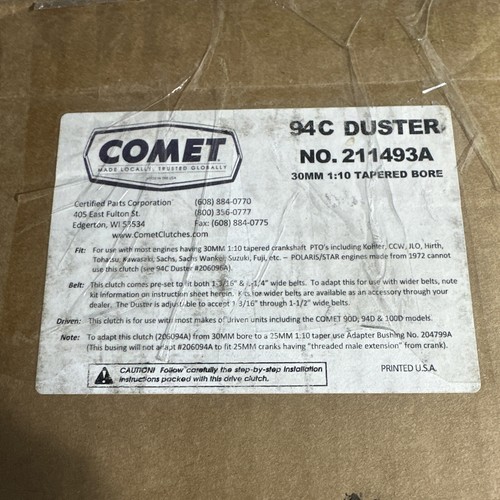 COMET
MADE LOCALLY, TRUSTED GLOBALLY
94C DUSTER
NO. 211493A
30MM 1:10 TAPERED BORE
Certified Parts Corporation (608) 884-0770
405 East Fulton St. (800) 356-0777
Edgerton, WI 53534 Fax: (608) 884-0775
www.CometClutches.com
Fit: For use with most engines having 30MM 1:10 tapered crankshaft PTO's including Kohler, CCW, JLO, Hirth,
Tohatsu, Kawasaki, Sachs, Sachs Wankel, Suzuki, Fuji, etc. – POLARIS/STAR engines made from 1972 cannot
use this clutch (see 94C Duster #206096A).
Belt: This clutch comes pre-set to fit both 1-3/16" & 1-1/4" wide belts. To adapt this for use with wider belts, note
kit information on instruction sheet herein. Kits for wider belts are available as an accessory through your
dealer. The Duster is adjustable to accept 1-3/16" through 1-1/2" wide belts.
Driven: This clutch is for use with most makes of driven units including the COMET 90D, 94D & 100D models.
Note: To adapt this clutch (206094A) from 30MM bore to a 25MM 1:10 taper use Adapter Bushing No. 204799A
(This busing will not adapt #206094A to fit 25MM cranks having "threaded male extension" from crank).
CAUTION! Follow carefully the step-by-step installation
instructions packed with this drive clutch.
PRINTED U.S.A.